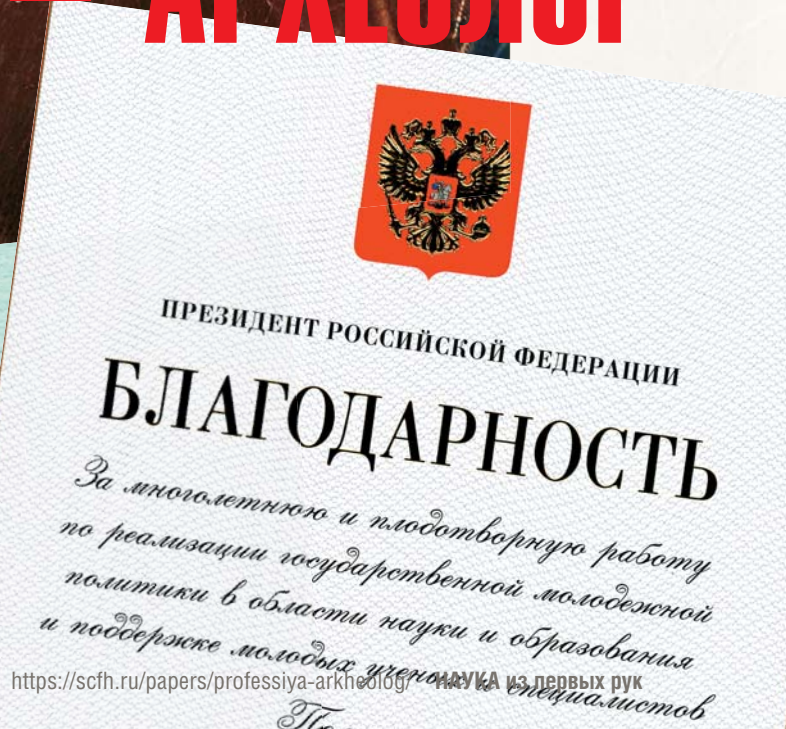 АРХЕОЛОГ
ПРЕЗИДЕНТ РОССИЙСКОЙ ФЕДЕРАЦИИ
БЛАГОДАРНОСТЬ
За многолетнюю и плодотворную работу
по реализации государственной молодежной
политики в области науки и образования
и поддержке молодых ученых и специалистов
https://scfh.ru/papers/professiya-arkheolog/ НАУКА из первых рук